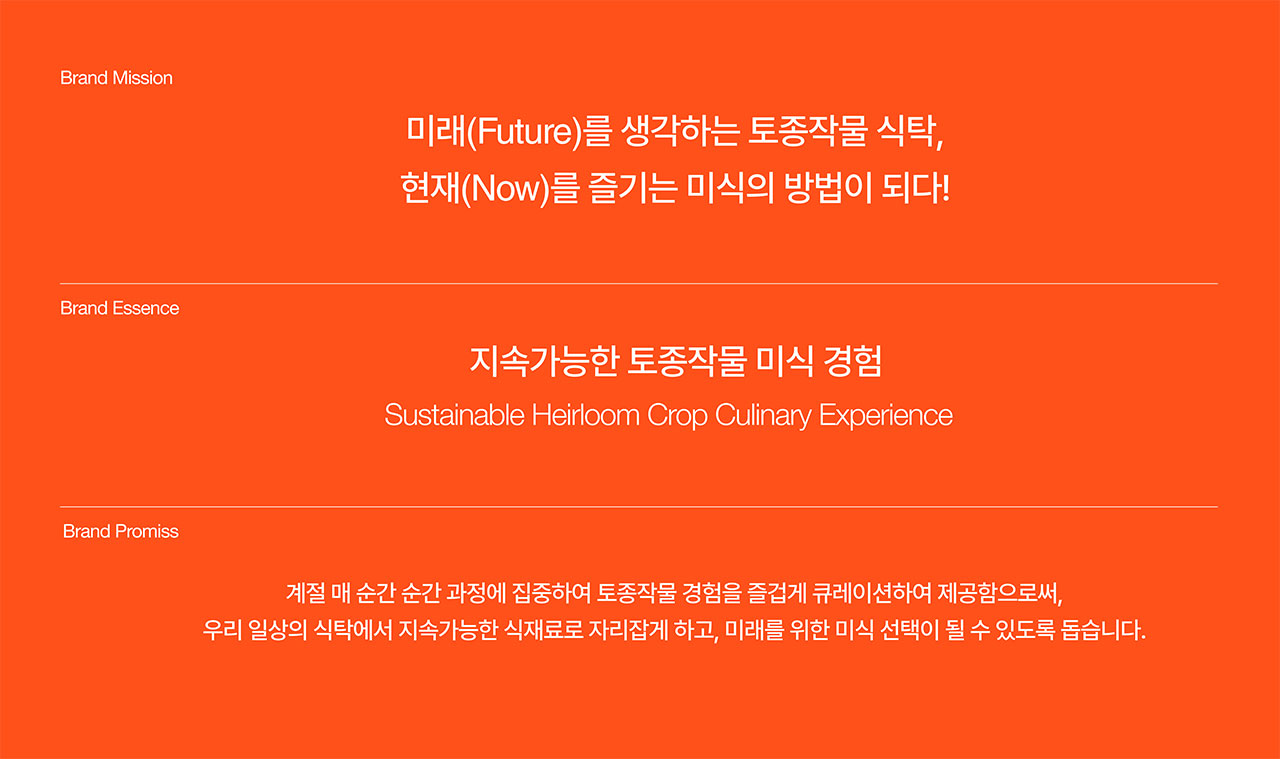 Brand Mission
미래(Future)를 생각하는 토종작물 식탁,
현재(Now)를 즐기는 미식의 방법이 되다!
Brand Essence
지속가능한 토종작물 미식 경험
Sustainable Heirloom Crop Culinary Experience
Brand Promiss
계절 매 순간 순간 과정에 집중하여 토종작물 경험을 즐겁게 큐레이션하여 제공함으로써,
우리 일상의 식탁에서 지속가능한 식재료로 자리잡게 하고, 미래를 위한 미식 선택이 될 수 있도록 돕습니다.